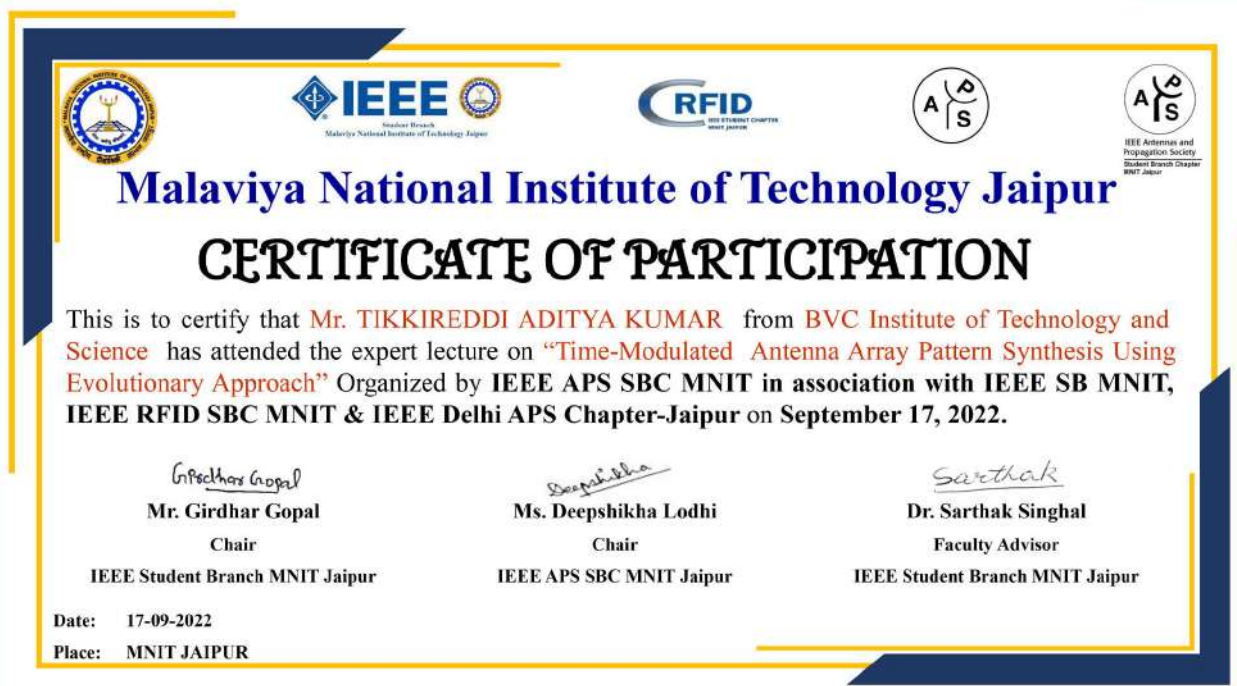 IEEE
Student Branch
Malaviya National Institute of Technology Jaipur
RFID
IEEE STUDENT CHAPTER
MNIT JAIPUR
A P S
A P S
IEEE Antennas and
Propagation Society
Student Branch Chapter
MNIT Jaipur
Malaviya National Institute of Technology Jaipur
CERTIFICATE OF PARTICIPATION
This is to certify that Mr. TIKKIREDDI ADITYA KUMAR from BVC Institute of Technology and
Science has attended the expert lecture on “Time-Modulated Antenna Array Pattern Synthesis Using
Evolutionary Approach” Organized by IEEE APS SBC MNIT in association with IEEE SB MNIT,
IEEE RFID SBC MNIT & IEEE Delhi APS Chapter-Jaipur on September 17, 2022.
Girdhar Gopal Deepshikha Sarthak
Mr. Girdhar Gopal Ms. Deepshikha Lodhi Dr. Sarthak Singhal
Chair Chair Faculty Advisor
IEEE Student Branch MNIT Jaipur IEEE APS SBC MNIT Jaipur IEEE Student Branch MNIT Jaipur
Date: 17-09-2022
Place: MNIT JAIPUR